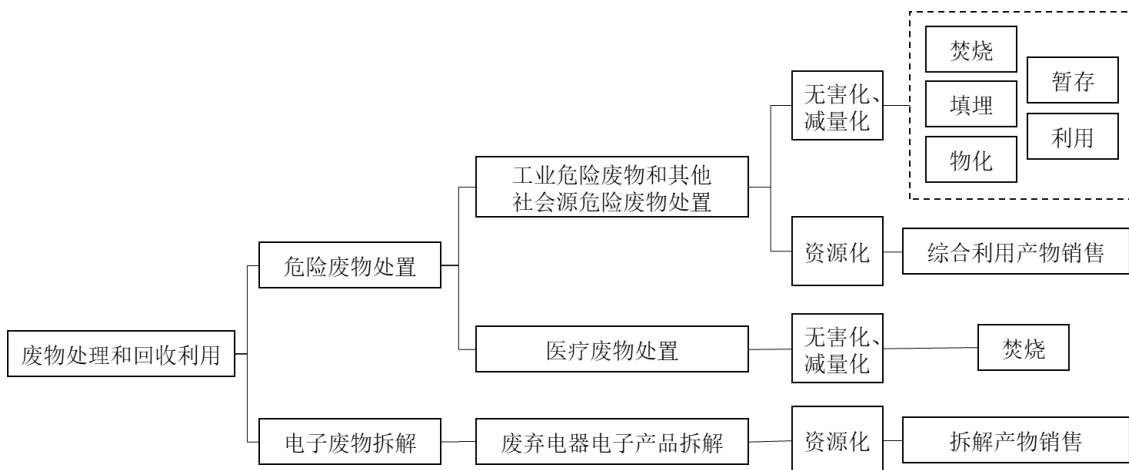 焚烧
暂存
无害化、
减量化
填埋
利用
物化
工业危险废物和其他
社会源危险废物处置
资源化
综合利用产物销售
危险废物处置
废物处理和回收利用
医疗废物处置
无害化、
减量化
焚烧
电子废物拆解
废弃电器电子产品拆解
资源化
拆解产物销售